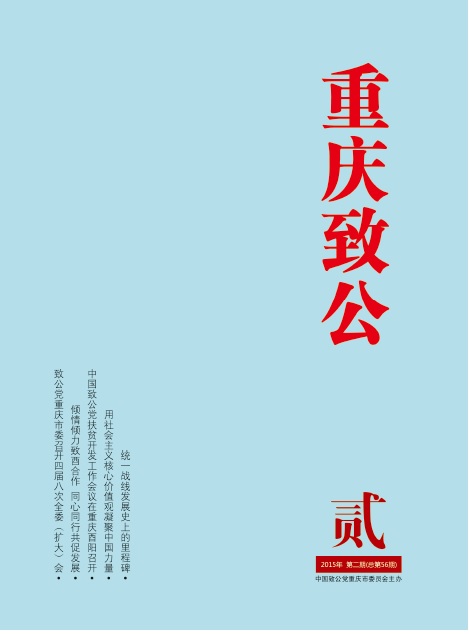 重庆致公
贰
2015年 第二期(总第56期)
中国致公党重庆市委员会主办
统一战线发展史上的里程碑•
用社会主义核心价值观凝聚中国力量•
中国致公党扶贫开发工作会议在重庆酉阳召开•
倾情倾力致酉合作 同心同行共促发展•
致公党重庆市委召开四届八次全委（扩大）会•